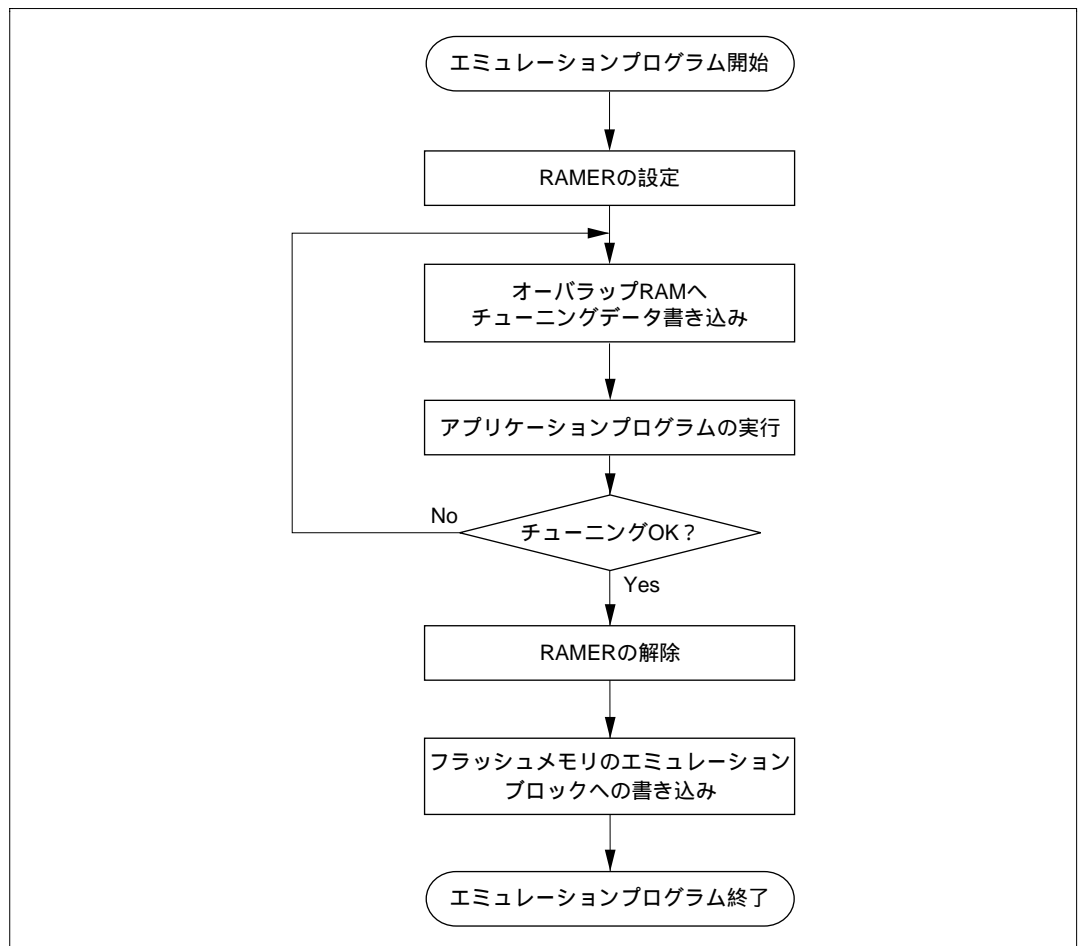 エミュレーションプログラム開始
RAMERの設定
オーバラップRAMへ
チューニングデータ書き込み
アプリケーションプログラムの実行
No
チューニングOK？
Yes
RAMERの解除
フラッシュメモリのエミュレーション
ブロックへの書き込み
エミュレーションプログラム終了